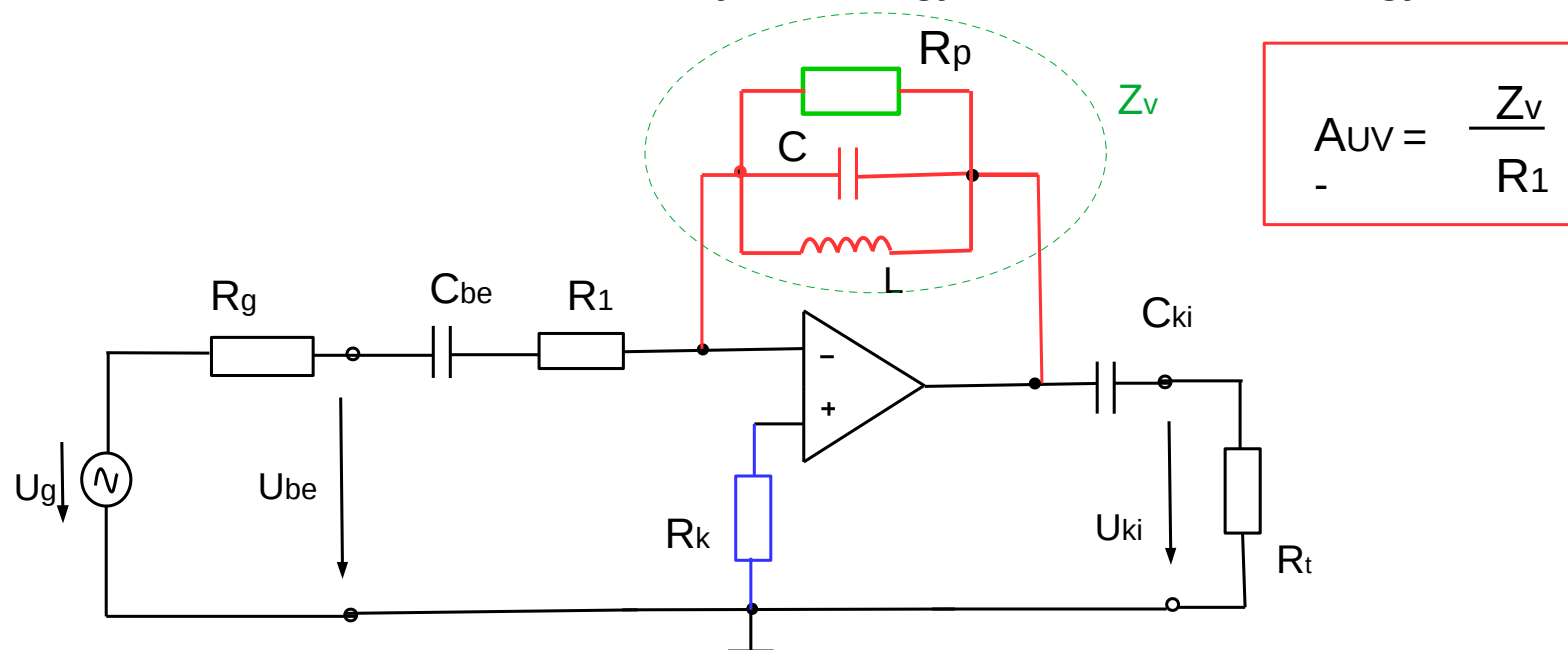 Rp
Zv
C
L
AUV = Zv
- R1
Rg
Cbe
R1
Cki
−
+
Ug
Ube
Rk
Uki
Rt